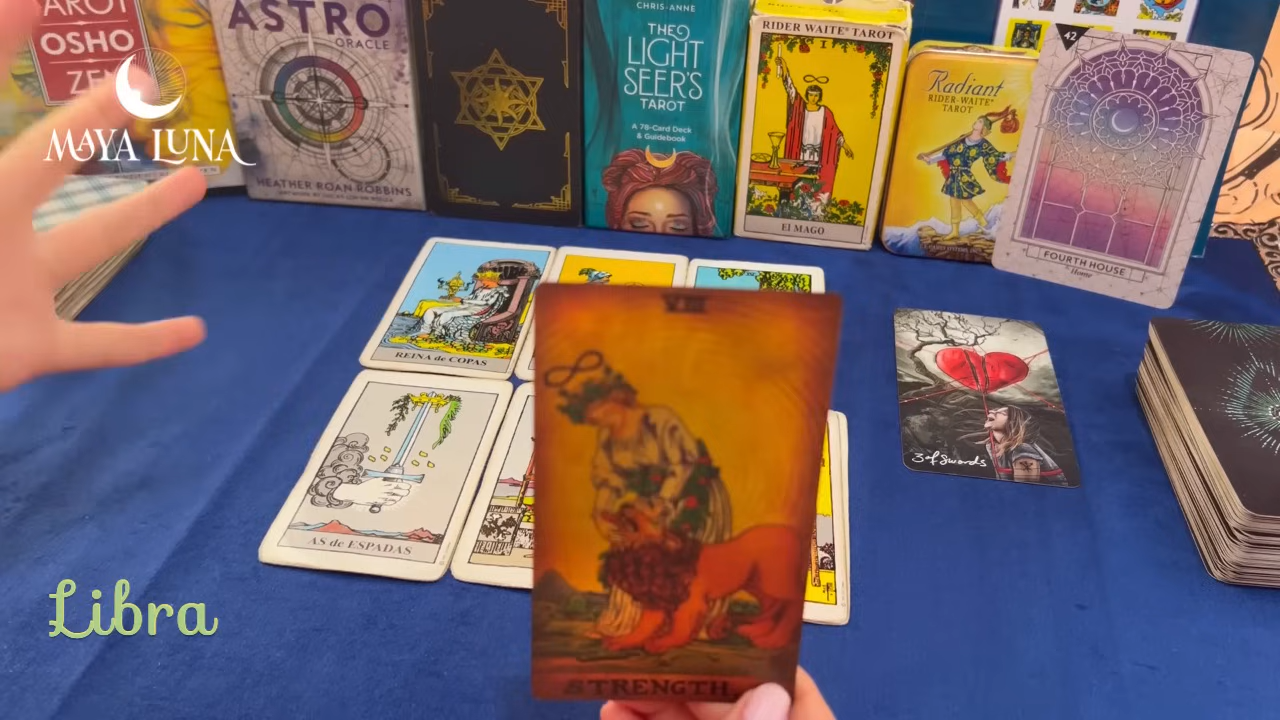 TAROT
OSHO
ZEN
MAYA LUNA
ASTRO
ORACLE
HEATHER ROAN ROBBINS
CHRIS-ANNE
THE
LIGHT
SEER'S
TAROT
A 78-Card Deck
& Guidebook
RIDER WAITE TAROT
EL MAGO
Radiant
RIDER-WAITE®
TAROT
42
FOURTH HOUSE
Home
REINA de COPAS
AS de ESPADAS
VIII
STRENGTH.
3 of Swords
Libra